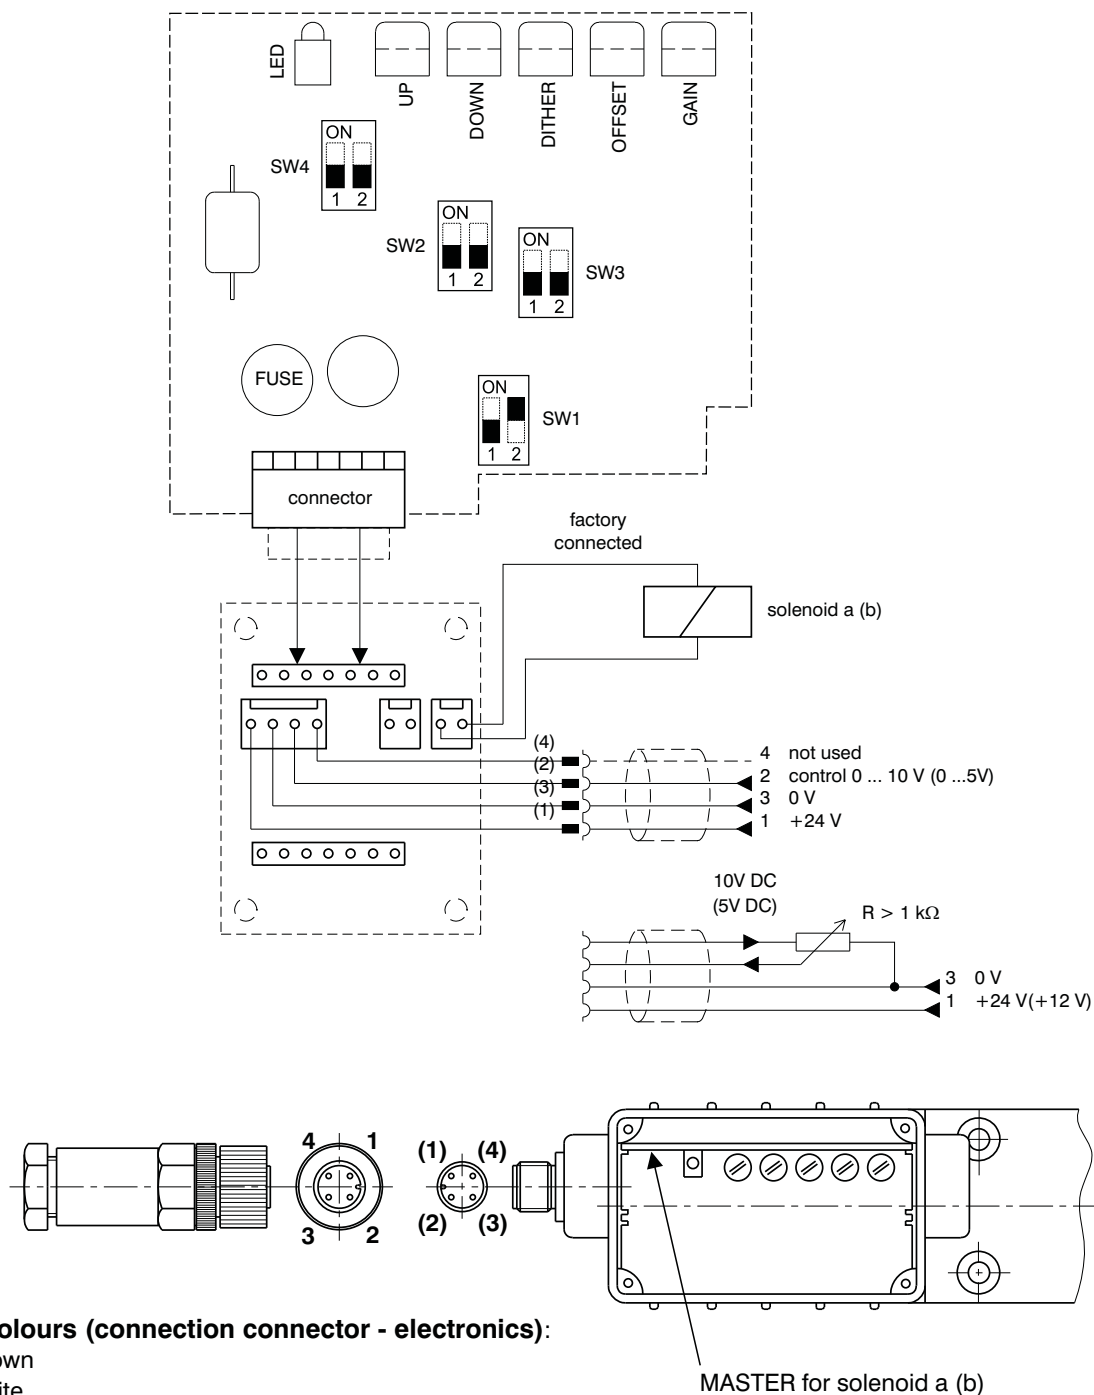 LED
UP
DOWN
DITHER
OFFSET
GAIN
ON
SW4
1 2
ON
SW2
1 2
ON
SW3
1 2
FUSE
ON
SW1
1 2
connector
factory
connected
solenoid a (b)
(4)
4 not used
(2)
2 control 0 ... 10 V (0 ...5V)
(3)
3 0 V
(1)
1 +24 V
10V DC
(5V DC)
R > 1 kΩ
3 0 V
1 +24 V(+12 V)
4 1
3 2
(1) (4)
(2) (3)
olours (connection connector - electronics):
own
ite
MASTER for solenoid a (b)